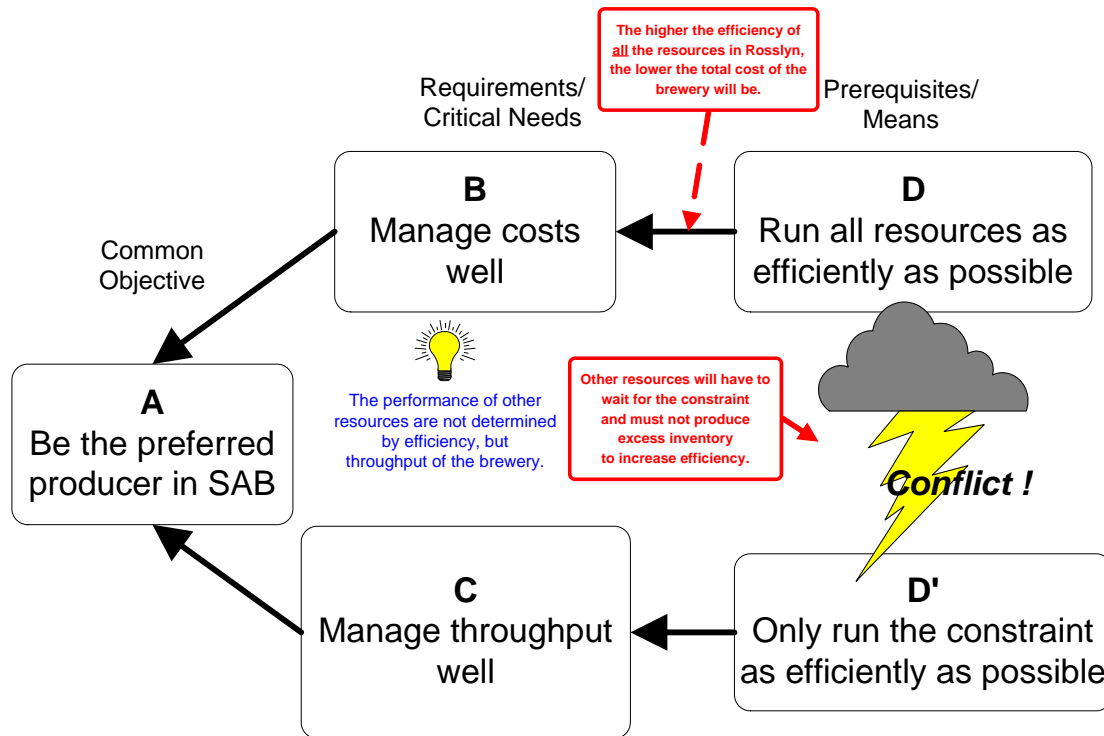 The higher the efficiency of
all the resources in Rosslyn,
the lower the total cost of the
brewery will be.
Requirements/
Critical Needs
Prerequisites/
Means
B
Manage costs
well
D
Run all resources as
efficiently as possible
Common
Objective
The performance of other
resources are not determined
by efficiency, but
throughput of the brewery.
Other resources will have to
wait for the constraint
and must not produce
excess inventory
to increase efficiency.
A
Be the preferred
producer in SAB
Conflict !
C
Manage throughput
well
D'
Only run the constraint
as efficiently as possible